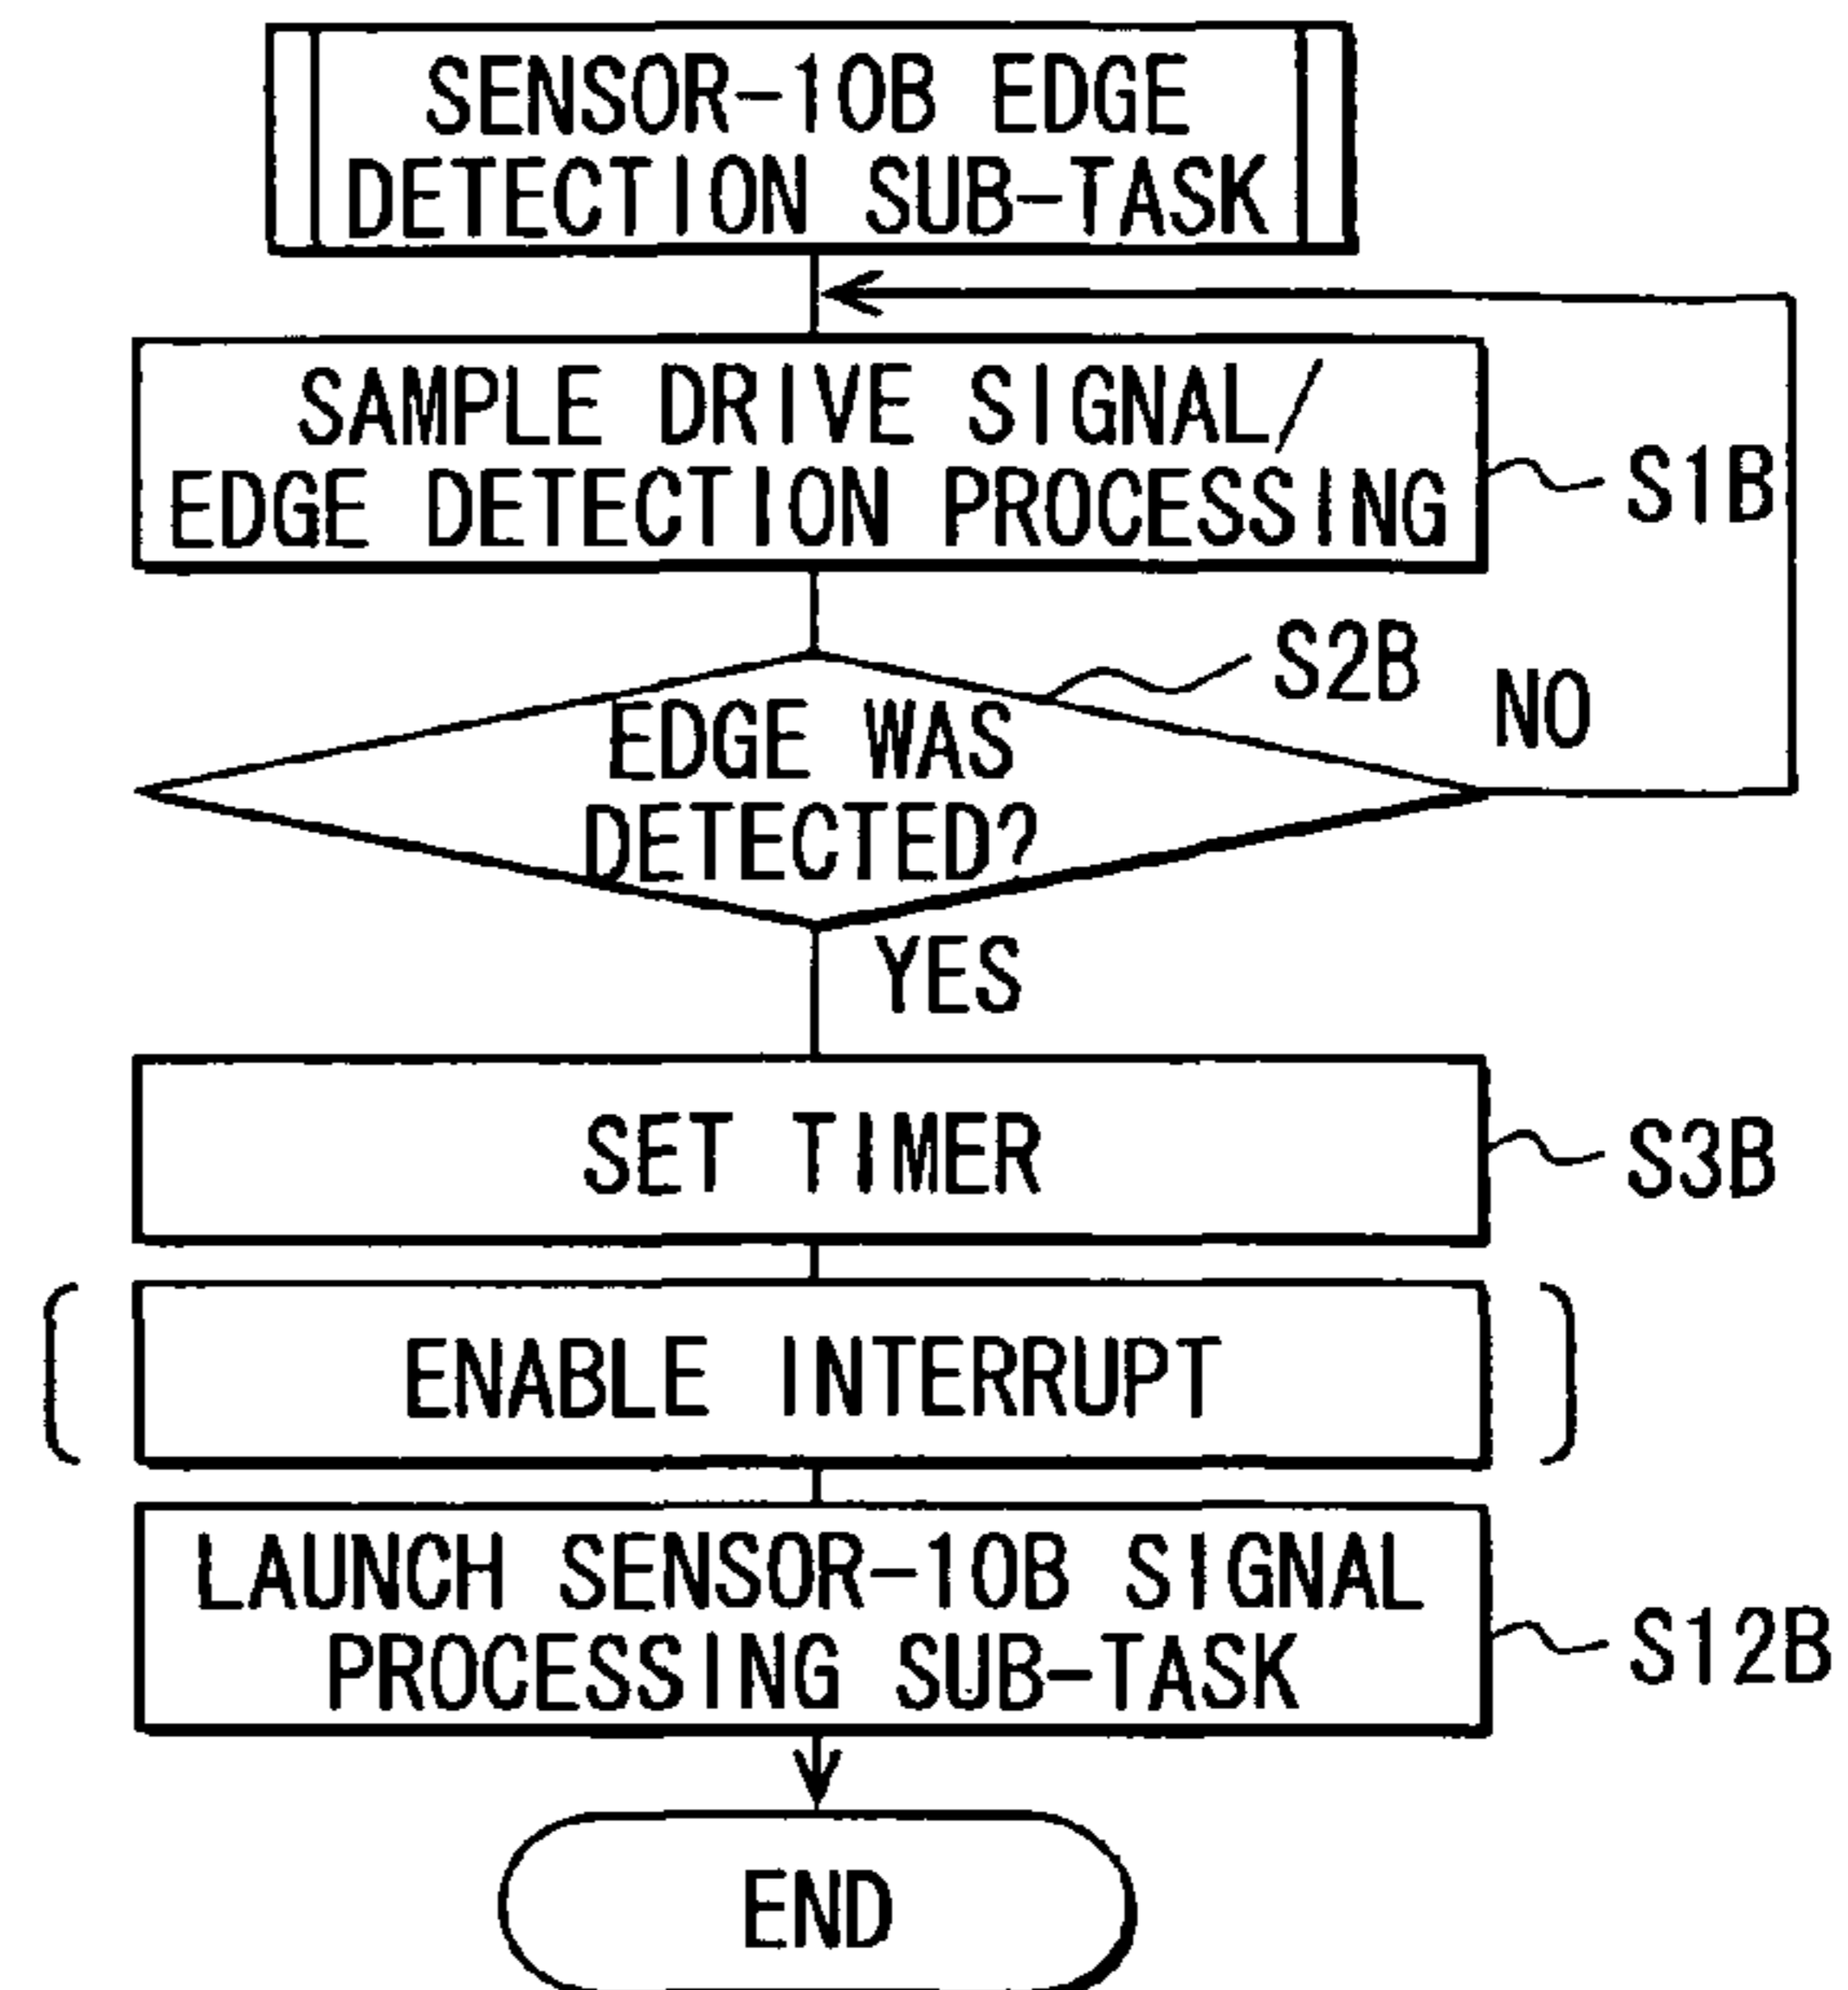 SENSOR-10B EDGE
DETECTION SUB-TASK
SAMPLE DRIVE SIGNAL/
EDGE DETECTION PROCESSING
S1B
S2B
EDGE WAS
DETECTED?
NO
YES
SET TIMER
S3B
ENABLE INTERRUPT
LAUNCH SENSOR-10B SIGNAL
PROCESSING SUB-TASK
S12B
END